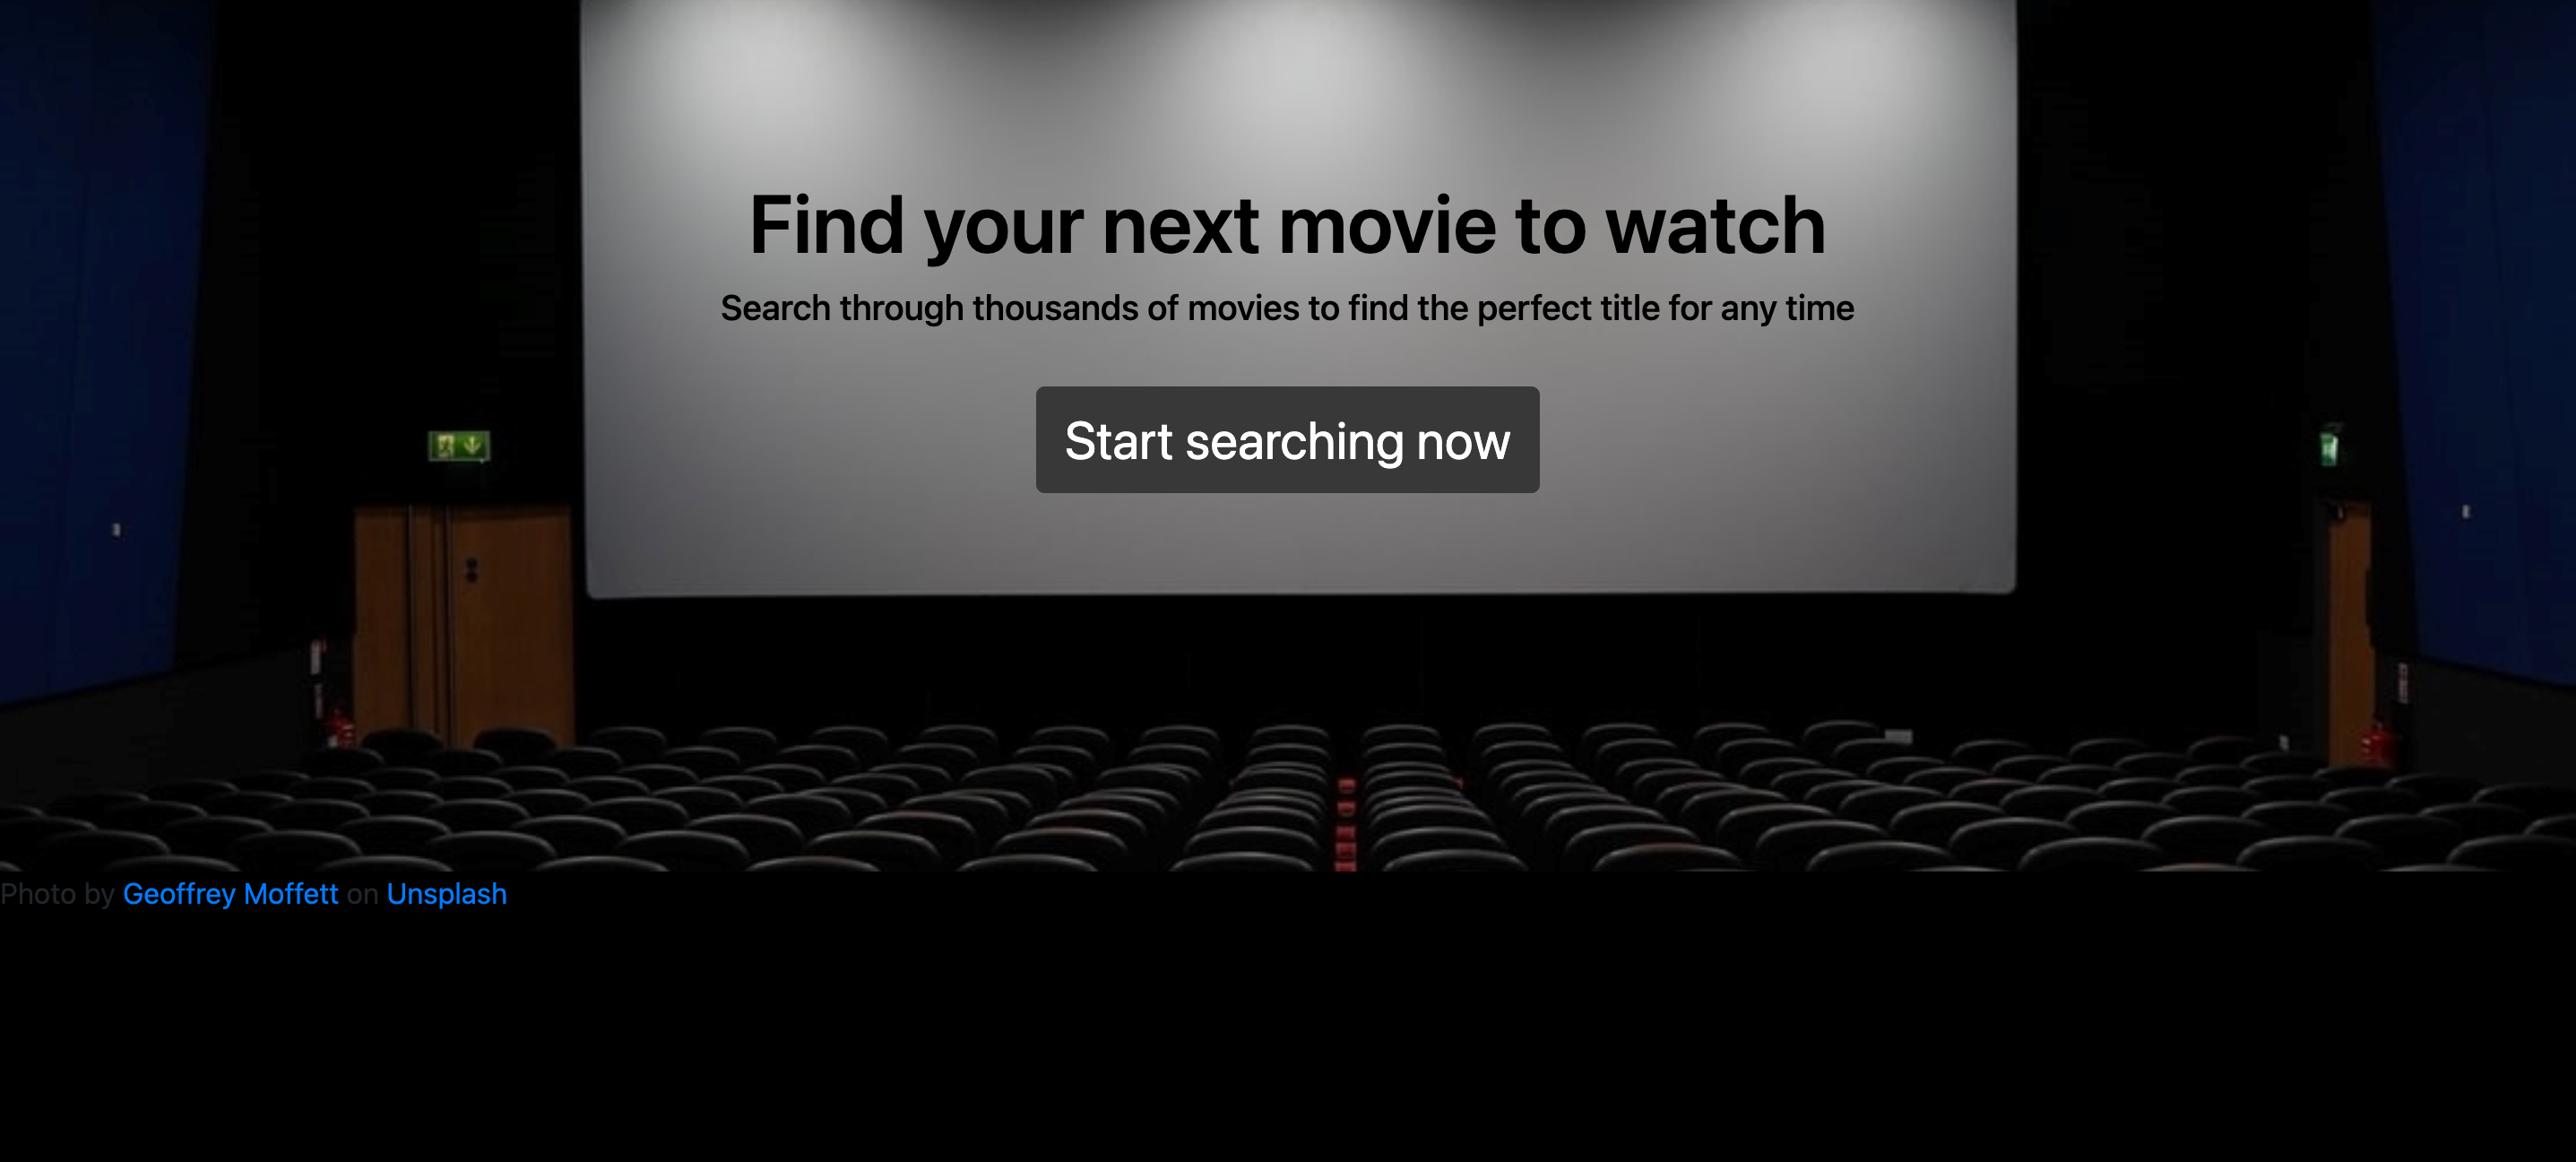 Find your next movie to watch
Search through thousands of movies to find the perfect title for any time
Start searching now
Photo by Geoffrey Moffett on Unsplash